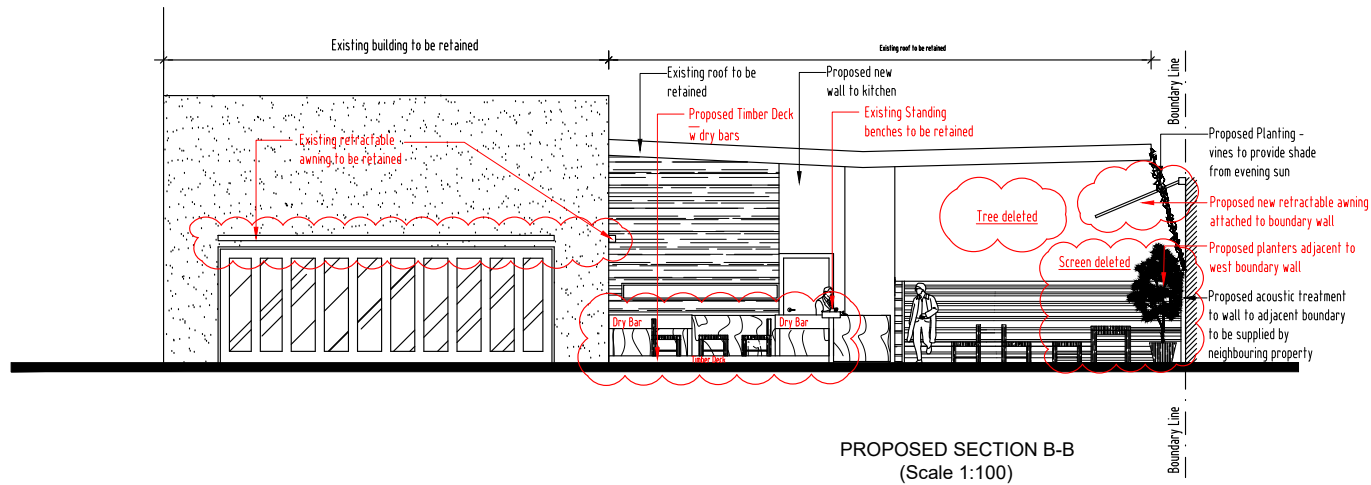 Existing building to be retained
Existing roof to be retained
Boundary Line
Existing roof to be
retained
Proposed new
wall to kitchen
Proposed Timber Deck
w dry bars
Existing Standing
benches to be retained
Existing retractable
awning to be retained
Proposed Planting -
vines to provide shade
from evening sun
Tree deleted
Proposed new retractable awning
attached to boundary wall
Screen deleted
Proposed planters adjacent to
west boundary wall
Proposed acoustic treatment
to wall to adjacent boundary
to be supplied by
neighbouring property
Dry Bar
Dry Bar
Timber Deck
Boundary Line
PROPOSED SECTION B-B
(Scale 1:100)